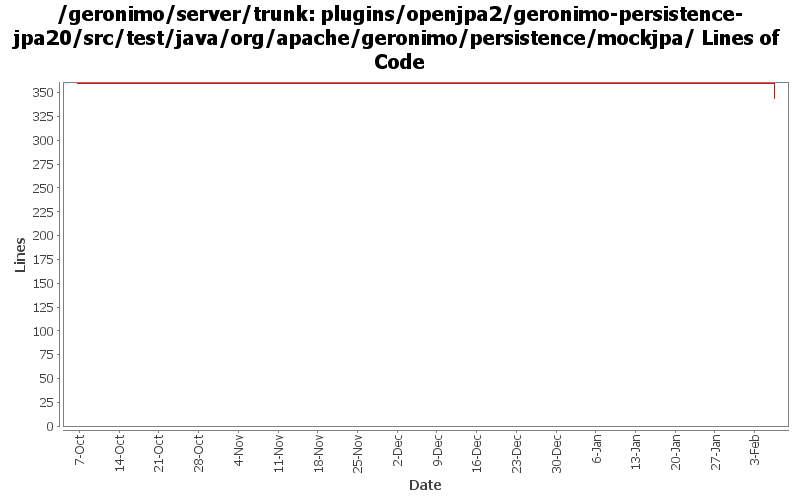 /geronimo/server/trunk: plugins/openjpa2/geronimo-persistence-
jpa20/src/test/java/org/apache/geronimo/persistence/mockjpa/ Lines of
Code
350
325
300
275
250
225
200
175
150
125
100
75
50
25
0
Lines
7-Oct
14-Oct
21-Oct
28-Oct
4-Nov
11-Nov
18-Nov
25-Nov
2-Dec
9-Dec
16-Dec
23-Dec
30-Dec
6-Jan
13-Jan
20-Jan
27-Jan
3-Feb
Date